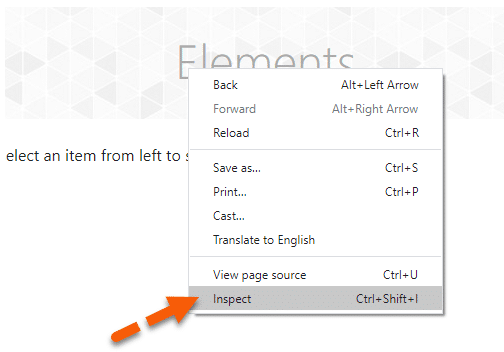 Elements
elect an item from left to s
Back Alt+Left Arrow
Forward Alt+Right Arrow
Reload Ctrl+R
Save as... Ctrl+S
Print... Ctrl+P
Cast...
Translate to English
View page source Ctrl+U
Inspect Ctrl+Shift+I